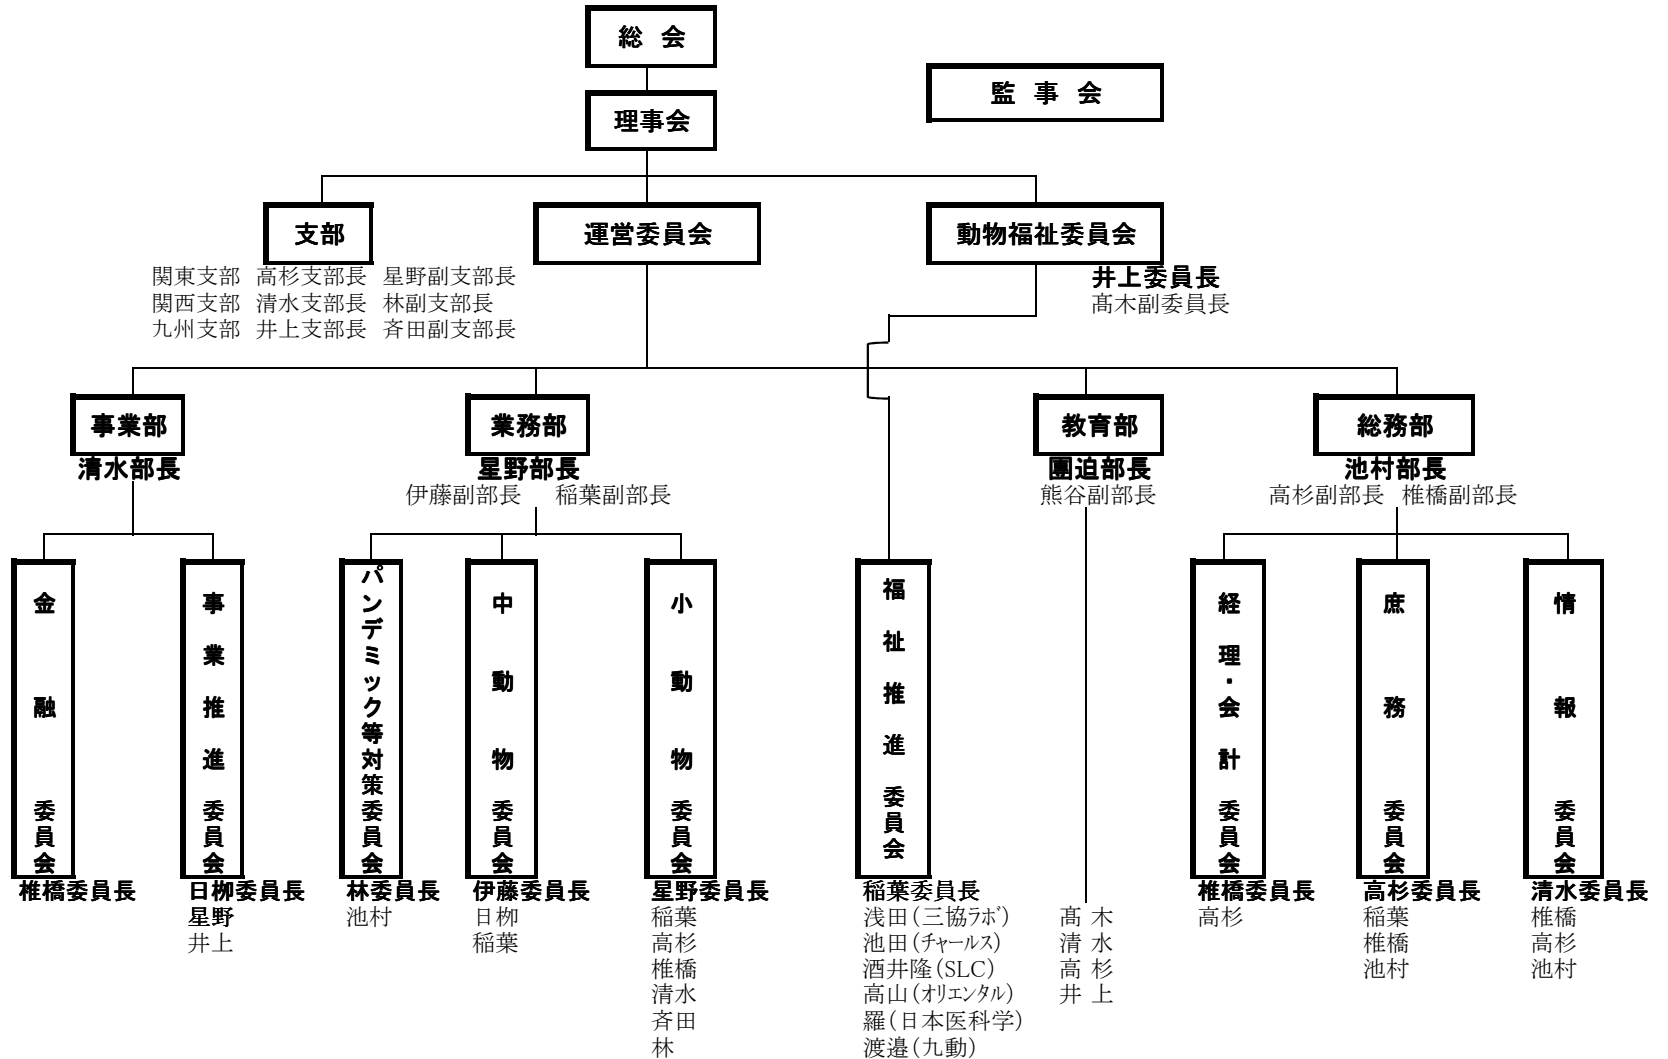 総 会
監 事 会
理事会
支部
運営委員会
動物福祉委員会
関東支部 高杉支部長 星野副支部長
関西支部 清水支部長 林副支部長
九州支部 井上支部長 斉田副支部長
井上委員長
髙木副委員長
事業部
清水部長
業務部
星野部長
伊藤副部長 稲葉副部長
教育部
團迫部長
熊谷副部長
総務部
池村部長
高杉副部長 椎橋副部長
金融委員会
椎橋委員長
事業推進委員会
日栁委員長
星野
井上
パンデミック等対策委員会
林委員長
池村
中動物委員会
伊藤委員長
日栁
稲葉
小動物委員会
星野委員長
稲葉
高杉
椎橋
清水
斉田
林
福祉推進委員会
稲葉委員長
浅田(三協ﾗﾎﾞ)
池田(ﾁｬｰﾙｽ)
酒井隆(SLC)
高山(ｵﾘｴﾝﾀﾙ)
羅(日本医科学)
渡邉(九動)
髙 木
清 水
高 杉
井 上
経理・会計委員会
椎橋委員長
高杉
庶務委員会
高杉委員長
稲葉
椎橋
池村
情報委員会
清水委員長
椎橋
高杉
池村